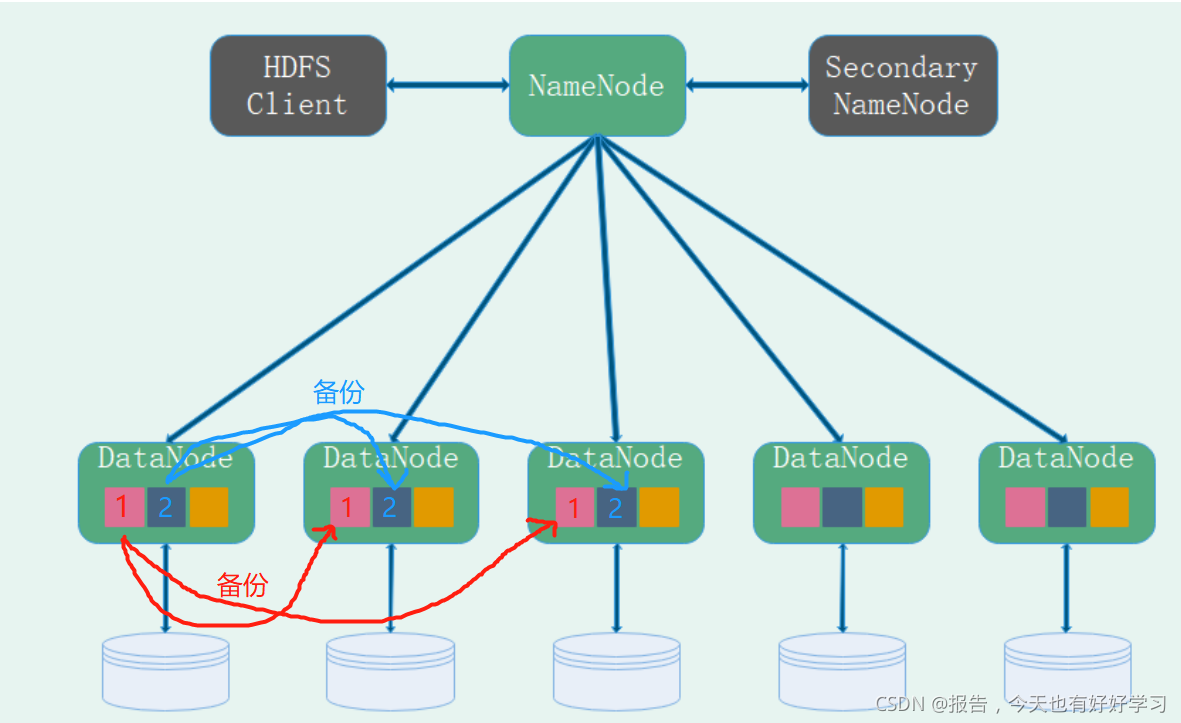 HDFS
Client
NameNode
Secondary
NameNode
备份
DataNode
1 2
DataNode
1 2
DataNode
1 2
DataNode
DataNode
备份
CSDN @报告，今天也有好好学习